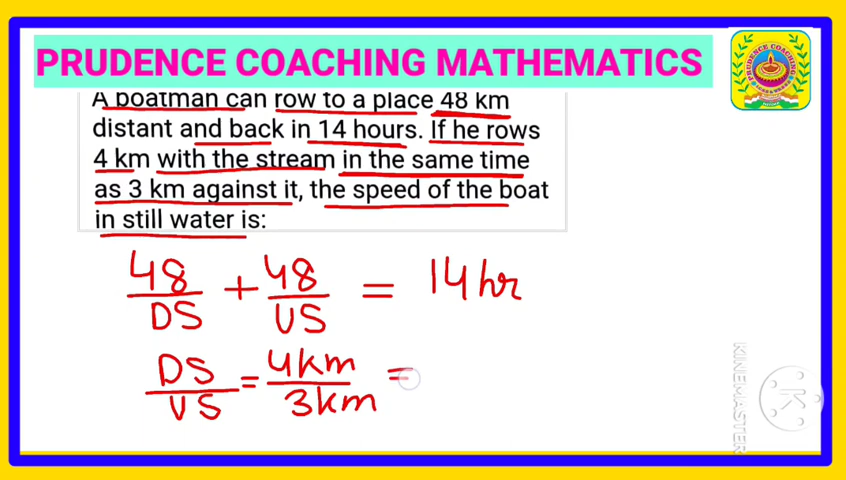 PRUDENCE COACHING MATHEMATICS
PRUDENCE COACHING
A boatman can row to a place 48 km
distant and back in 14 hours. If he rows
4 km with the stream in the same time
as 3 km against it, the speed of the boat
in still water is:
48/DS + 48/US = 14 hr
DS/US = 4km/3km =
KINEMASTER